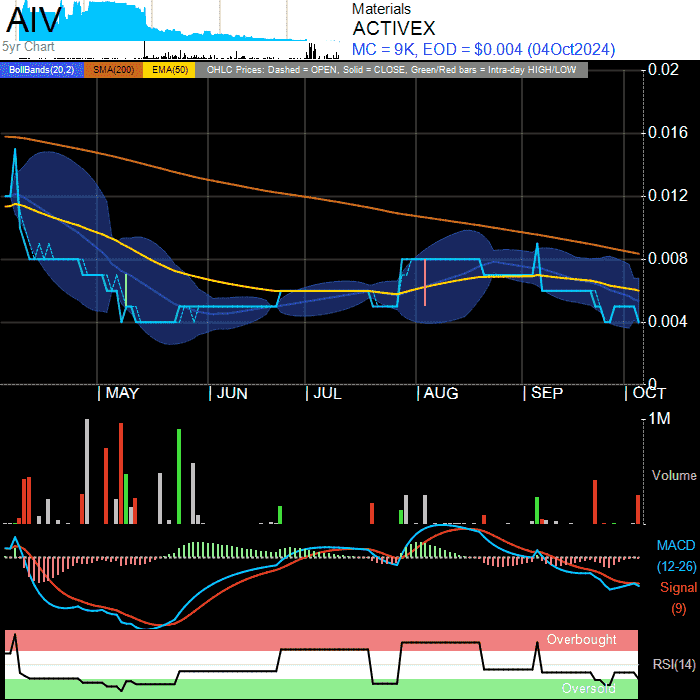 AIV
5yr Chart
Materials
ACTIVEX
MC = 9K, EOD = $0.004 (04Oct2024)
BollBands(20,2) SMA(200) EMA(50) OHLC Prices: Dashed = OPEN, Solid = CLOSE, Green/Red bars = Intra-day HIGH/LOW
0.02
0.016
0.012
0.008
0.004
0
MAY JUN JUL AUG SEP OCT
1M
Volume
MACD
(12-26)
Signal
(9)
Overbought
RSI(14)
Oversold